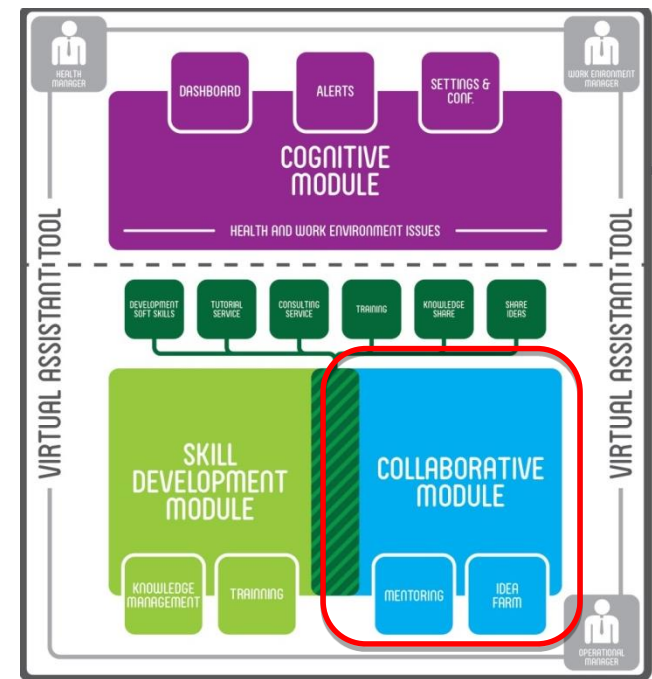 HEALTH
MANAGER
WORK ENIRONMENT
MANAGER
DASHBOARD
ALERTS
SETTINGS &
CONF.
COGNITIVE
MODULE
HEALTH AND WORK ENVIRONMENT ISSUES
VIRTUAL ASSISTANT TOOL
VIRTUAL ASSISTANT TOOL
DEVELOPMENT
SOFT SKILLS
TUTORIAL
SERVICE
CONSULTING
SERVICE
TRAINING
KNOWLEDGE
SHARE
SHARE
IDEAS
SKILL
DEVELOPMENT
MODULE
COLLABORATIVE
MODULE
KNOWLEDGE
MANAGEMENT
TRAINNING
MENTORING
IDEA
FARM
OPERATIONAL
MANAGER